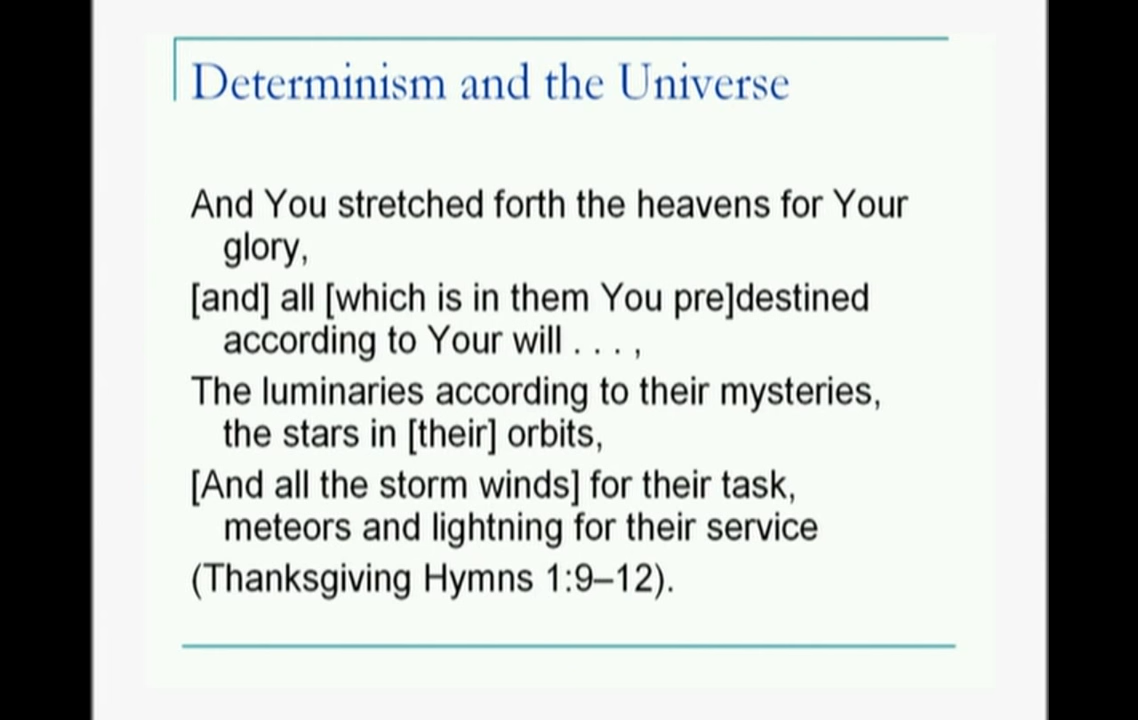 Determinism and the Universe
And You stretched forth the heavens for Your
glory,
[and] all [which is in them You pre]destined
according to Your will . . . ,
The luminaries according to their mysteries,
the stars in [their] orbits,
[And all the storm winds] for their task,
meteors and lightning for their service
(Thanksgiving Hymns 1:9–12).